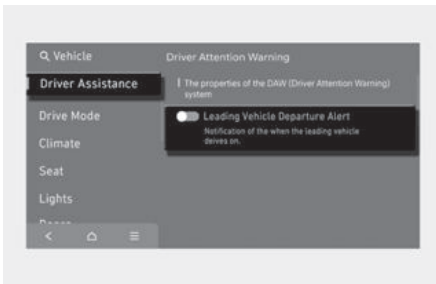 Vehicle
Driver Attention Warning
Driver Assistance
The properties of the DAW (Driver Attention Warning)
system
Drive Mode
Leading Vehicle Departure Alert
Notification of the when the leading vehicle
deives on.
Climate
Seat
Lights